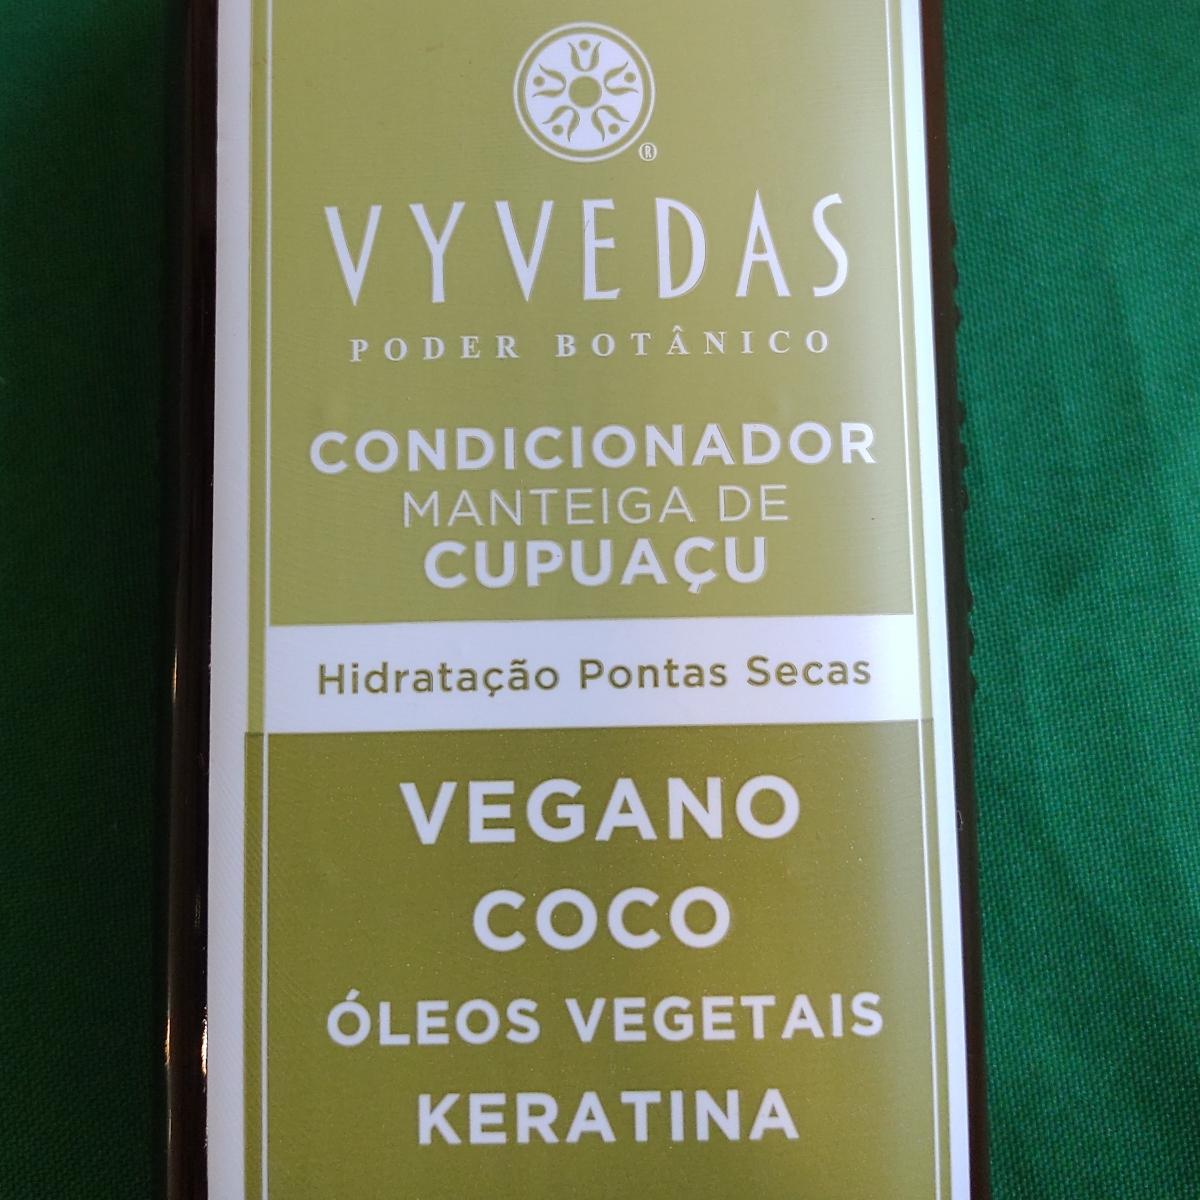 ®
VYVEDAS
PODER BOTÂNICO
CONDICIONADOR
MANTEIGA DE
CUPUAÇU
Hidratação Pontas Secas
VEGANO
COCO
ÓLEOS VEGETAIS
KERATINA